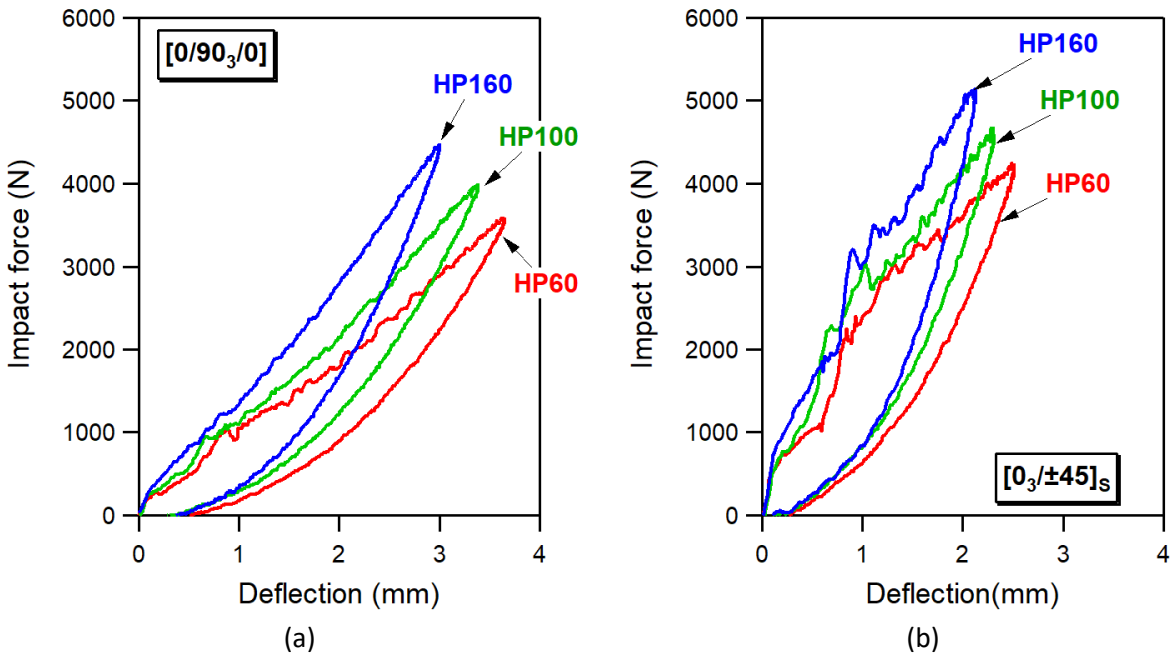 6000
5000
4000
3000
2000
1000
0
Impact force (N)
[0/90₃/0]
HP160
HP100
HP60
0 1 2 3 4
Deflection (mm)
(a)
6000
5000
4000
3000
2000
1000
0
Impact force (N)
HP160
HP100
HP60
[0₃/±45]ₛ
0 1 2 3 4
Deflection(mm)
(b)